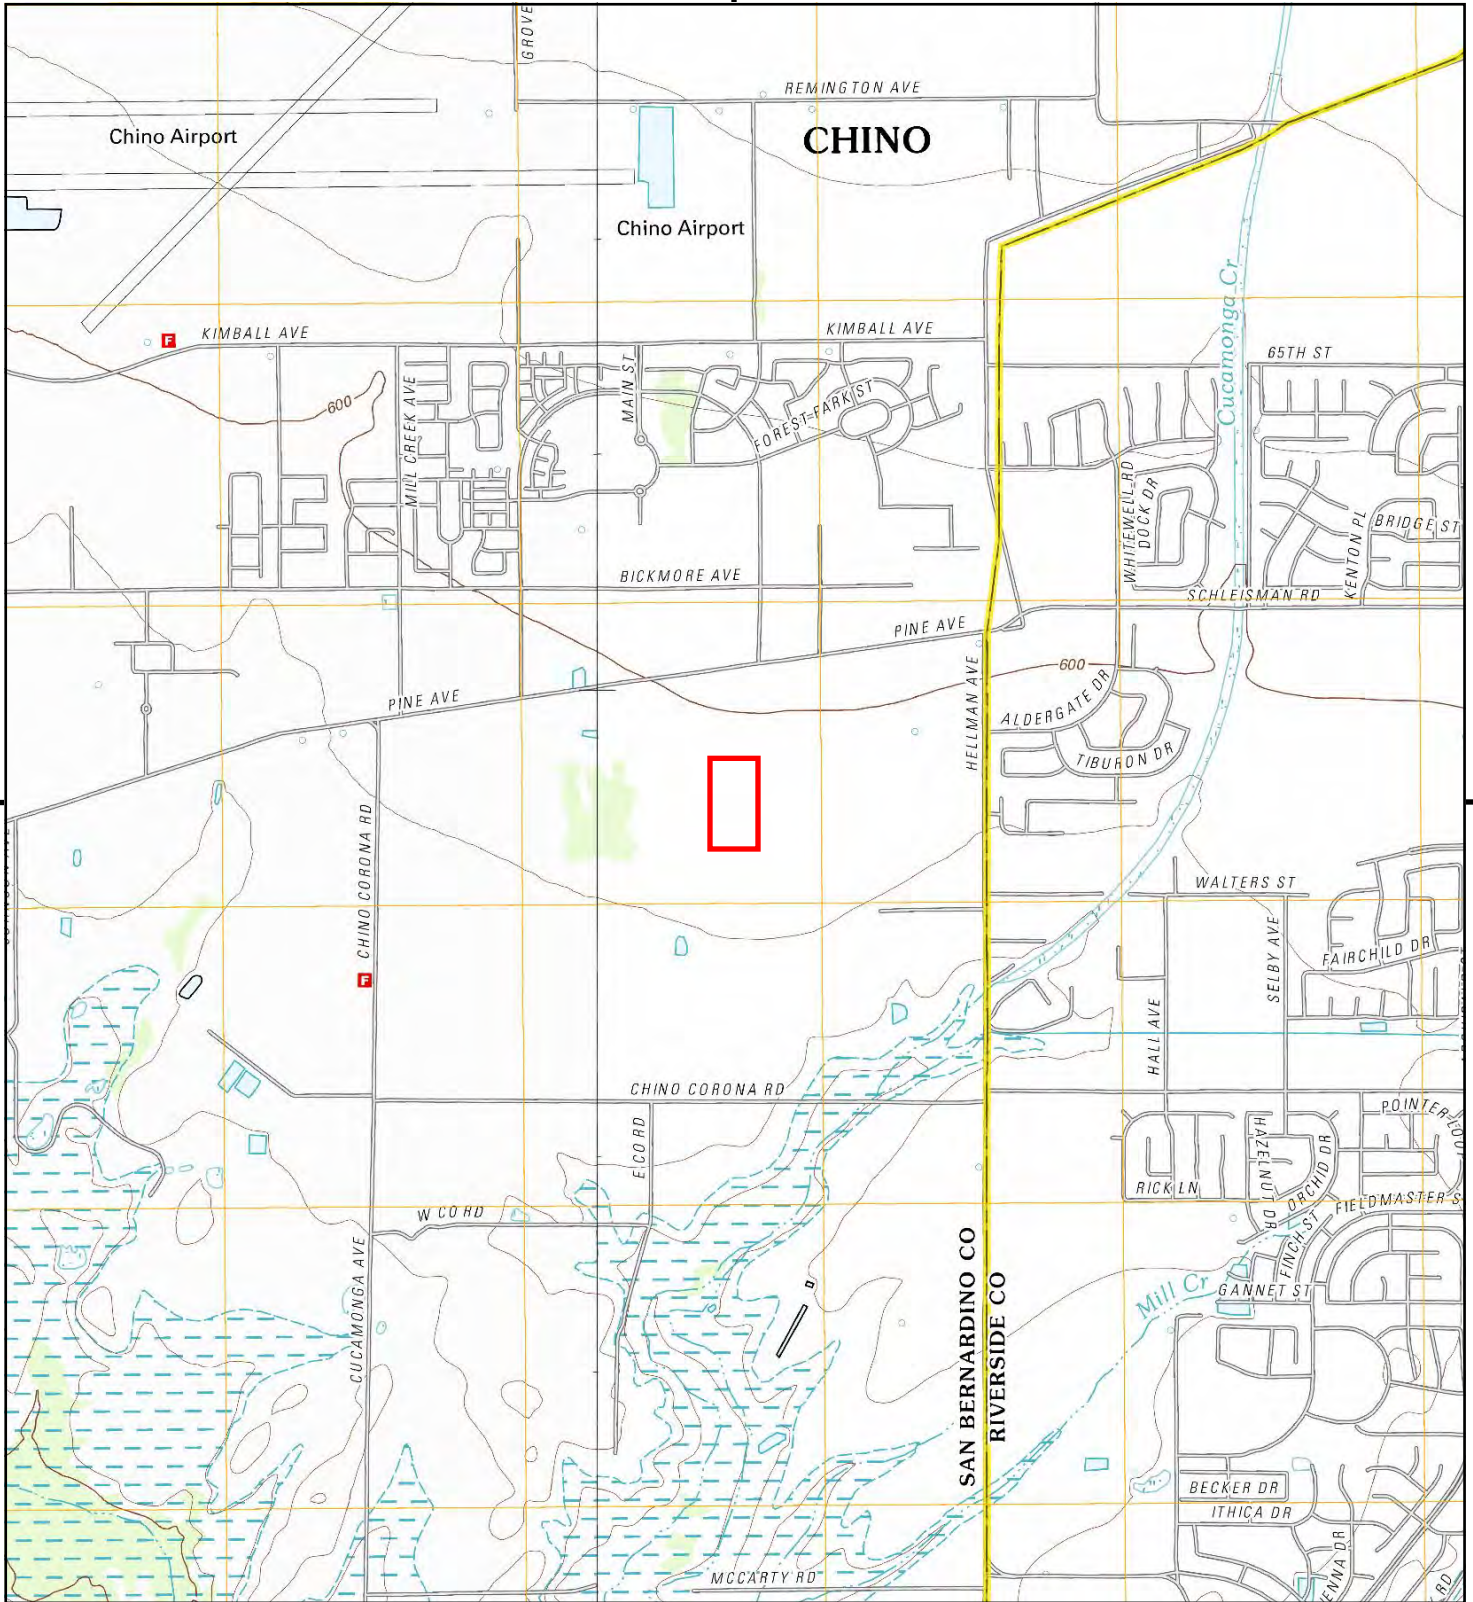 GROVE
REMINGTON AVE
Chino Airport
CHINO
Chino Airport
Cucamonga Cr
KIMBALL AVE
F
KIMBALL AVE
65TH ST
MAIN ST
MILL CREEK AVE
600
FOREST PARK ST
WHITEWELL RD
DOCK DR
KENTON PL
BRIDGE ST
BICKMORE AVE
SCHLEISMAN RD
PINE AVE
HELLMAN AVE
600
PINE AVE
ALDERGATE DR
TIBURON DR
CHINO CORONA RD
WALTERS ST
SELBY AVE
FAIRCHILD DR
F
HALL AVE
CHINO CORONA RD
E CO RD
POINTER
HAZELNUT DR
ORCHID DR
RICK LN
FIELDMASTER S
W CO RD
FINCH ST
CUCAMONGA AVE
SAN BERNARDINO CO
RIVERSIDE CO
Mill Cr
GANNET ST
BECKER DR
ITHICA DR
ENNA DR
MCCARTY RD
RD